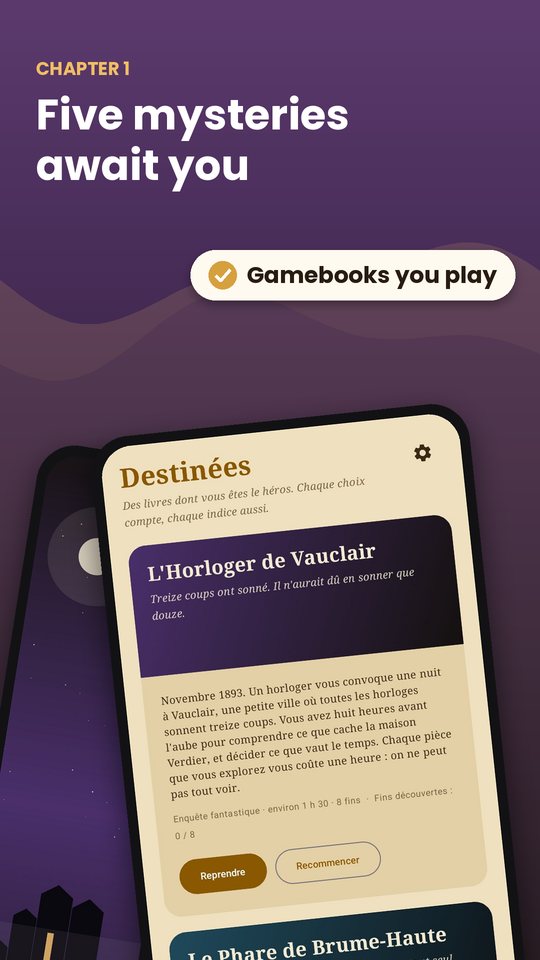 CHAPTER 1
Five mysteries
await you
Gamebooks you play
Destinées
Des livres dont vous êtes le héros. Chaque choix
compte, chaque indice aussi.
L'Horloger de Vauclair
Treize coups ont sonné. Il n'aurait dû en sonner que
douze.
Novembre 1893. Un horloger vous convoque une nuit
à Vauclair, une petite ville où toutes les horloges
sonnent treize coups. Vous avez huit heures avant
l'aube pour comprendre ce que cache la maison
Verdier, et décider ce que vaut le temps. Chaque pièce
que vous explorez vous coûte une heure : on ne peut
pas tout voir.
Enquête fantastique · environ 1 h 30 · 8 fins · Fins découvertes :
0 / 8
Reprendre
Recommencer
Le Phare de Brume-Haute